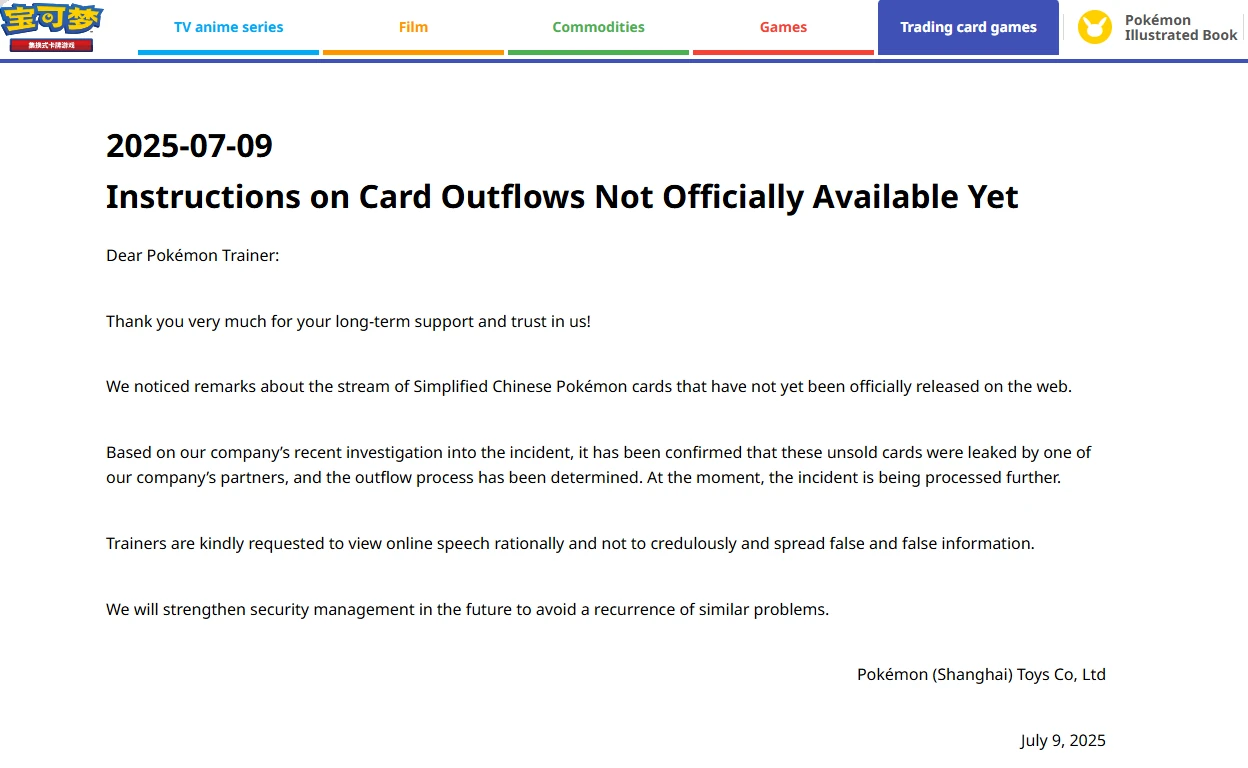 宝可梦
集换式卡牌游戏
TV anime series
Film
Commodities
Games
Trading card games
Pokémon
Illustrated Book
2025-07-09
Instructions on Card Outflows Not Officially Available Yet
Dear Pokémon Trainer:
Thank you very much for your long-term support and trust in us!
We noticed remarks about the stream of Simplified Chinese Pokémon cards that have not yet been officially released on the web.
Based on our company’s recent investigation into the incident, it has been confirmed that these unsold cards were leaked by one of
our company’s partners, and the outflow process has been determined. At the moment, the incident is being processed further.
Trainers are kindly requested to view online speech rationally and not to credulously and spread false and false information.
We will strengthen security management in the future to avoid a recurrence of similar problems.
Pokémon (Shanghai) Toys Co, Ltd
July 9, 2025